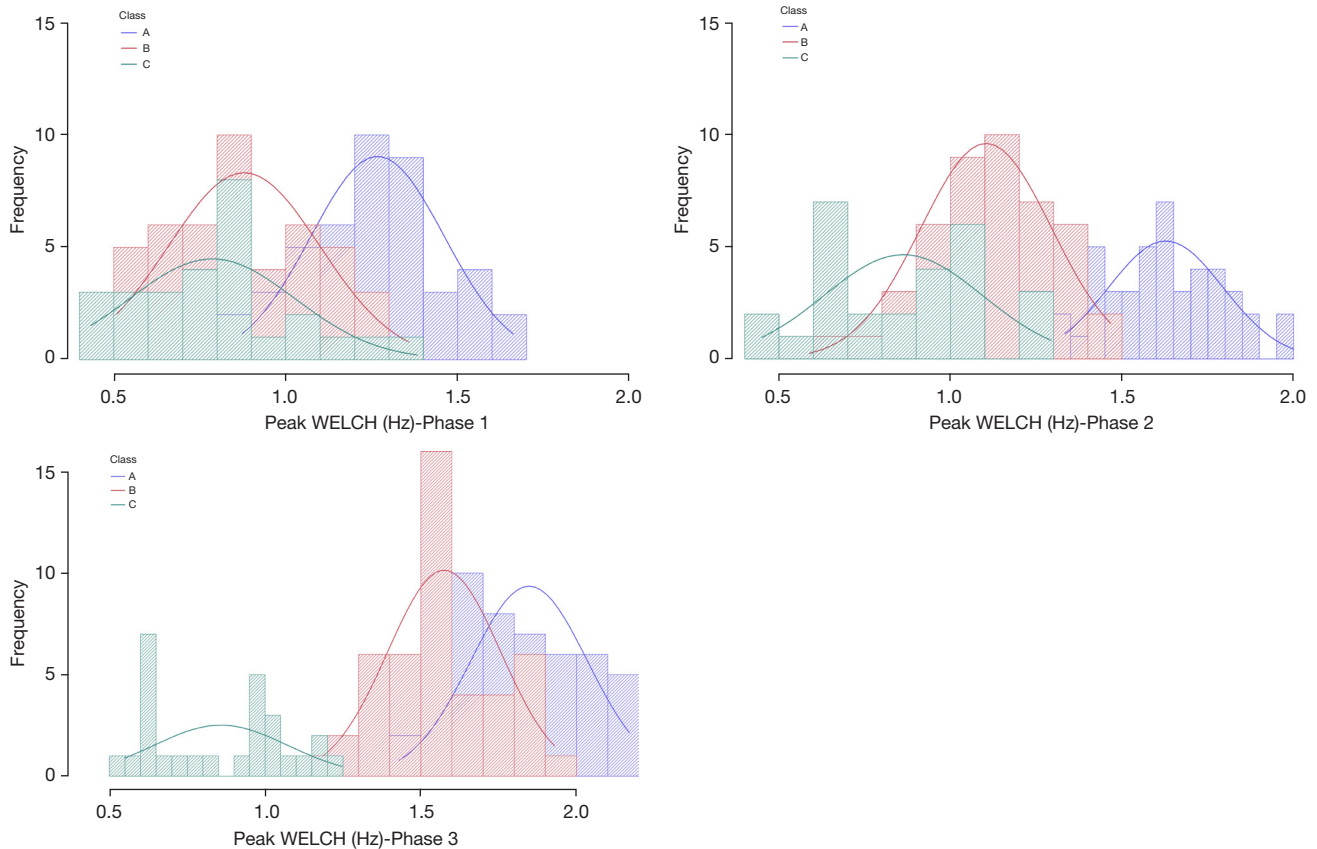 Class
A
B
C
15
10
5
0
Frequency
0.5 1.0 1.5 2.0
Peak WELCH (Hz)-Phase 1
Class
A
B
C
15
10
5
0
Frequency
0.5 1.0 1.5 2.0
Peak WELCH (Hz)-Phase 2
Class
A
B
C
15
10
5
0
Frequency
0.5 1.0 1.5 2.0
Peak WELCH (Hz)-Phase 3